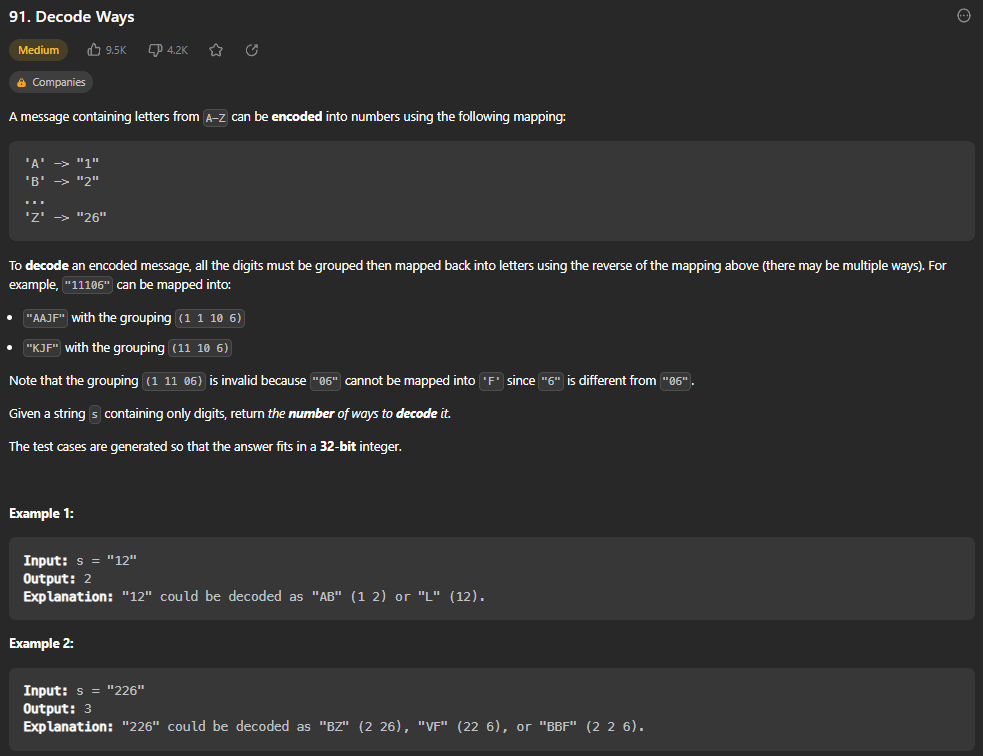 91. Decode Ways
Medium 9.5K 4.2K
Companies
A message containing letters from A-Z can be encoded into numbers using the following mapping:
'A' -> "1"
'B' -> "2"
...
'Z' -> "26"
To decode an encoded message, all the digits must be grouped then mapped back into letters using the reverse of the mapping above (there may be multiple ways). For
example, "11106" can be mapped into:
• "AAJF" with the grouping (1 1 10 6)
• "KJF" with the grouping (11 10 6)
Note that the grouping (1 11 06) is invalid because "06" cannot be mapped into 'F' since "6" is different from "06".
Given a string s containing only digits, return the number of ways to decode it.
The test cases are generated so that the answer fits in a 32-bit integer.
Example 1:
Input: s = "12"
Output: 2
Explanation: "12" could be decoded as "AB" (1 2) or "L" (12).
Example 2:
Input: s = "226"
Output: 3
Explanation: "226" could be decoded as "BZ" (2 26), "VF" (22 6), or "BBF" (2 2 6).